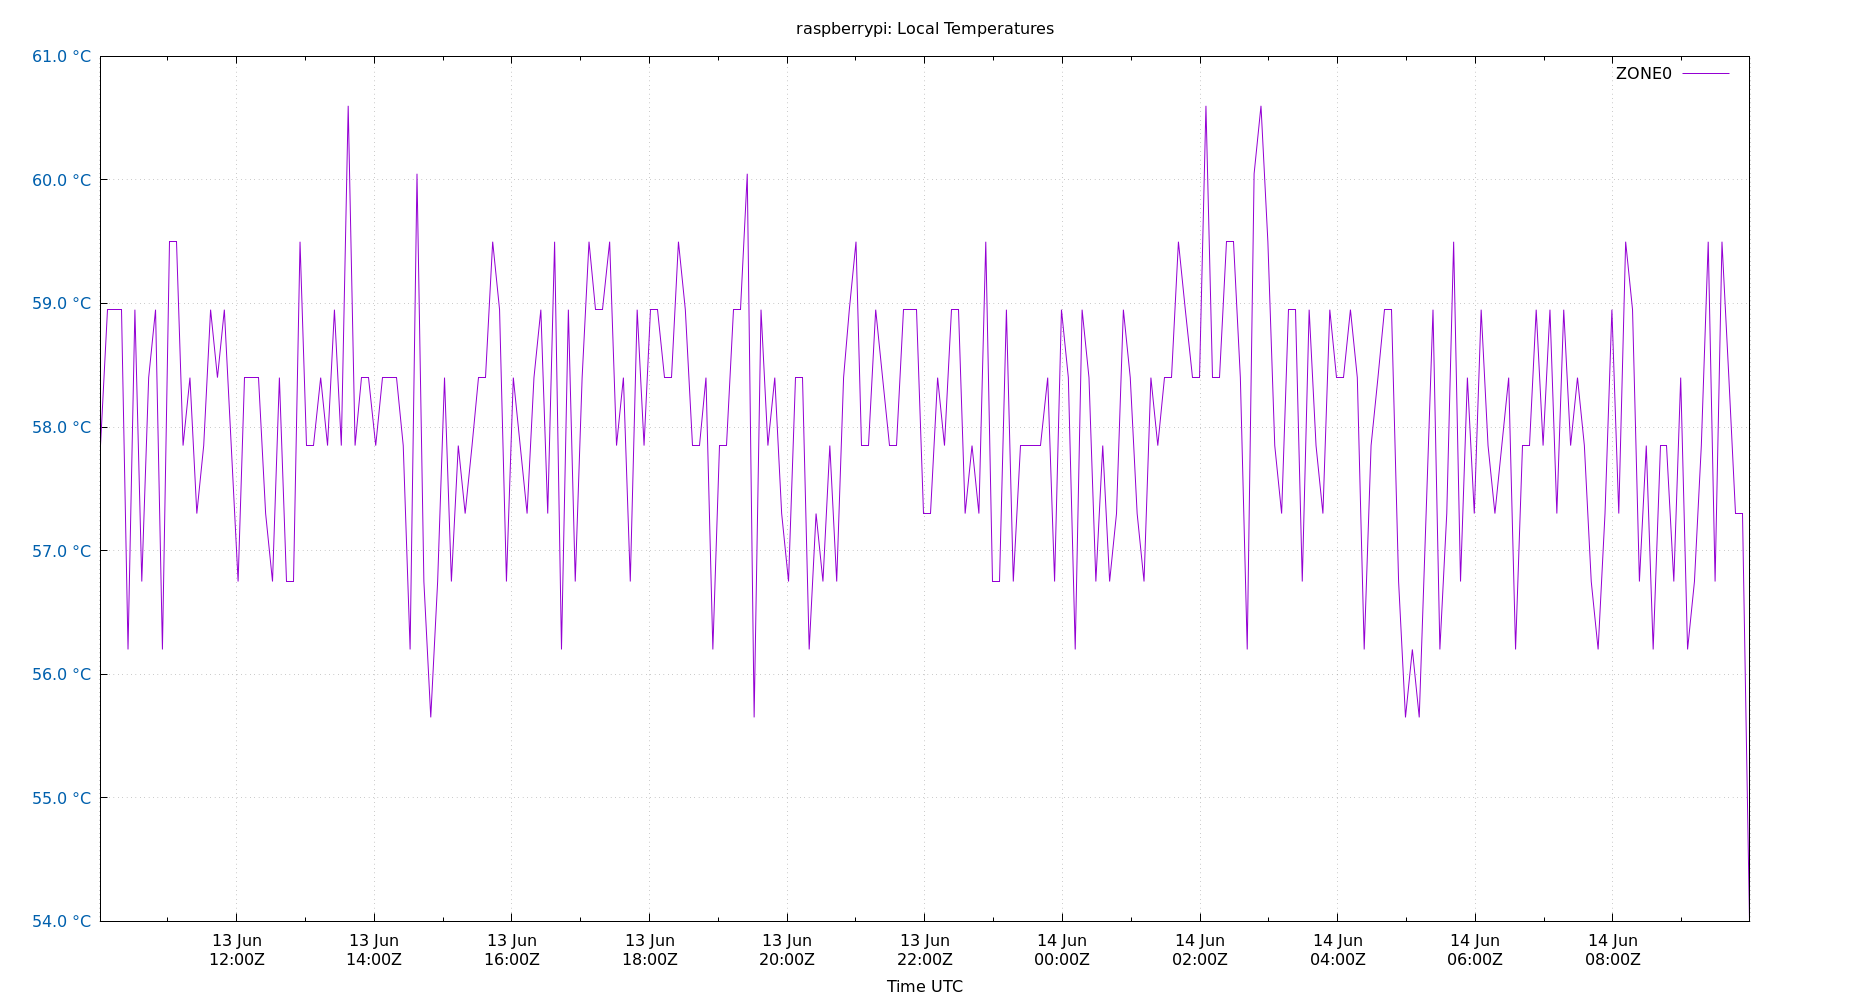 raspberrypi: Local Temperatures
61.0 °C
ZONE0
60.0 °C
59.0 °C
58.0 °C
57.0 °C
56.0 °C
55.0 °C
54.0 °C
13 Jun 13 Jun 13 Jun 13 Jun 13 Jun 13 Jun 14 Jun 14 Jun 14 Jun 14 Jun 14 Jun
12:00Z 14:00Z 16:00Z 18:00Z 20:00Z 22:00Z 00:00Z 02:00Z 04:00Z 06:00Z 08:00Z
Time UTC